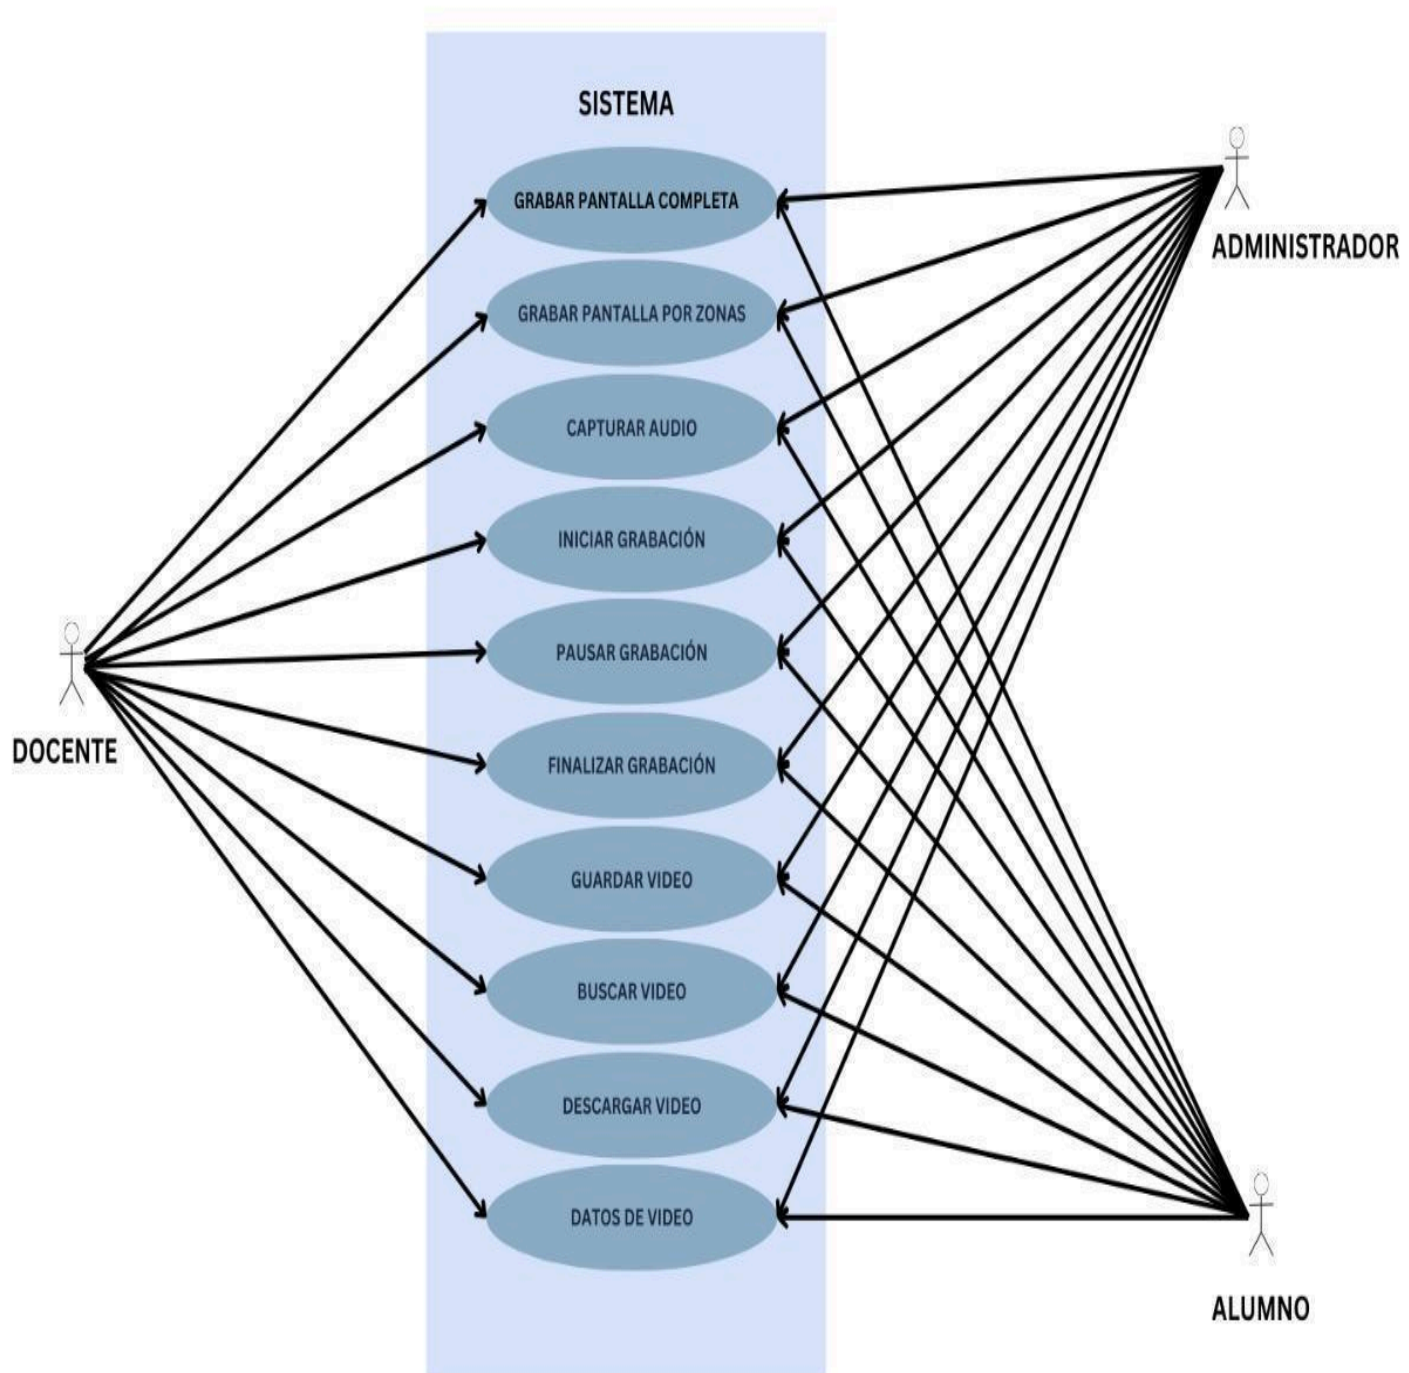 SISTEMA
GRABAR PANTALLA COMPLETA
ADMINISTRADOR
GRABAR PANTALLA POR ZONAS
CAPTURAR AUDIO
INICIAR GRABACIÓN
PAUSAR GRABACIÓN
DOCENTE
FINALIZAR GRABACIÓN
GUARDAR VIDEO
BUSCAR VIDEO
DESCARGAR VIDEO
DATOS DE VIDEO
ALUMNO